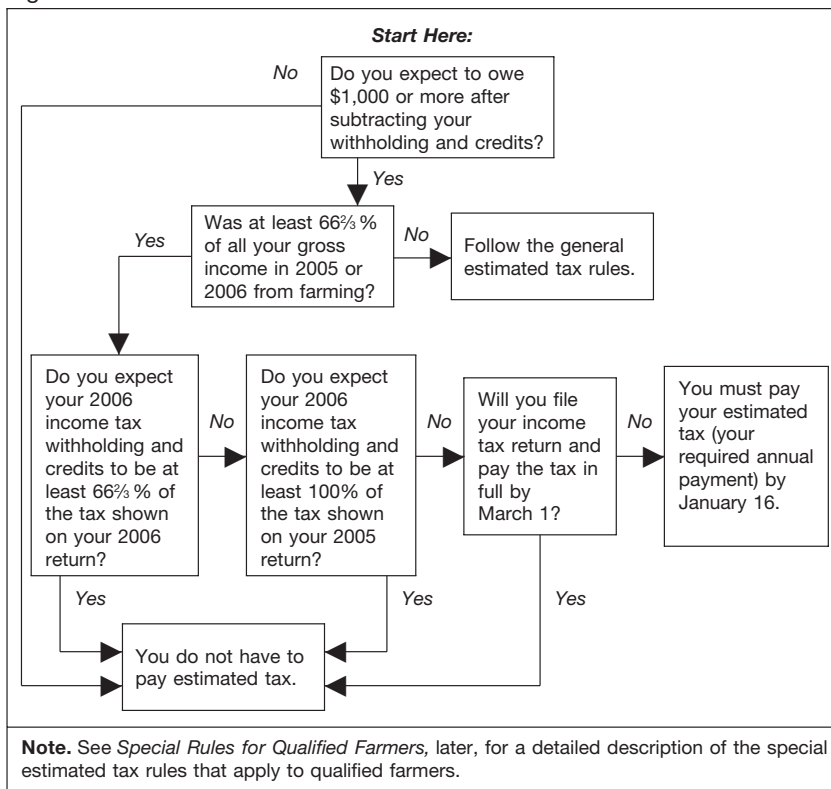 Start Here:
No
Do you expect to owe
$1,000 or more after
subtracting your
withholding and credits?
Yes
Was at least 66⅔ %
of all your gross
income in 2005 or
2006 from farming?
Yes
No
Follow the general
estimated tax rules.
Do you expect
your 2006
income tax
withholding and
credits to be at
least 66⅔ % of
the tax shown
on your 2006
return?
No
Do you expect
your 2006
income tax
withholding and
credits to be at
least 100% of
the tax shown
on your 2005
return?
No
Will you file
your income
tax return and
pay the tax in
full by
March 1?
No
You must pay
your estimated
tax (your
required annual
payment) by
January 16.
Yes
Yes
Yes
You do not have to
pay estimated tax.
Note. See Special Rules for Qualified Farmers, later, for a detailed description of the special
estimated tax rules that apply to qualified farmers.